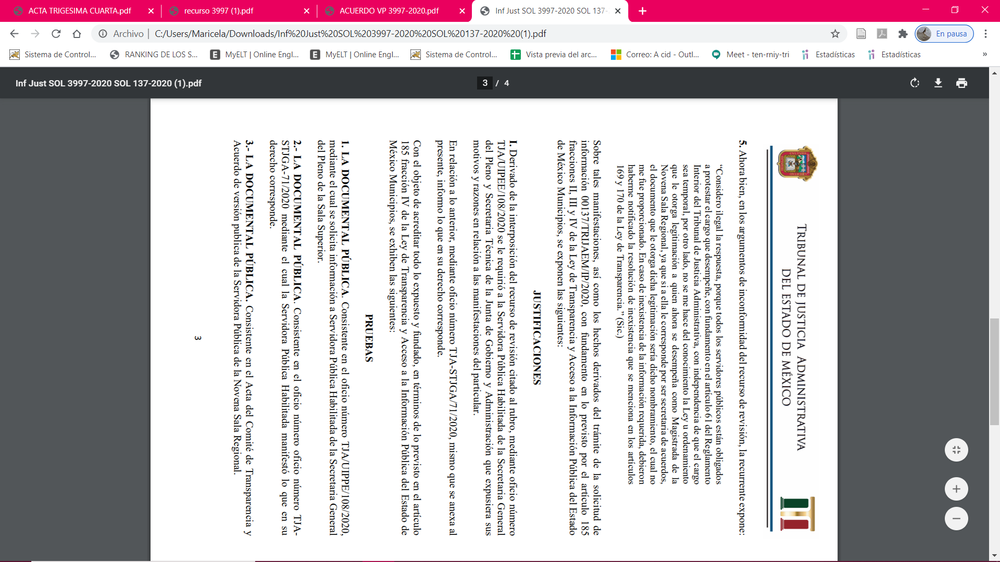 ACTA TRIGESIMA CUARTA.pdf
recurso 3997 (1).pdf
ACUERDO VP 3997-2020.pdf
Inf Just SOL 3997-2020 SOL 137-
Archivo | C:/Users/Maricela/Downloads/Inf%20Just%20SOL%203997-2020%20SOL%20137-2020%20(1).pdf
En pausa
Sistema de Control...
RANKING DE LOS S...
MyELT | Online Engl...
MyELT | Online Engl...
Sistema de Control...
Vista previa del arc...
Correo: A cid - Outl...
Meet - ten-rniy-tri
Estadísticas
Estadísticas
»
Inf Just SOL 3997-2020 SOL 137-2020 (1).pdf
3 / 4
TRIBUNAL DE JUSTICIA ADMINISTRATIVA
DEL ESTADO DE MÉXICO
5. Ahora bien, en los argumentos de inconformidad del recurso de revisión, la recurrente expone:
“Considero ilegal la respuesta, porque todos los servidores públicos están obligados
a protestar el cargo que desempeñe, con fundamento en el artículo 61 del Reglamento
Interior del Tribunal de Justicia Administrativa, con independencia de que el cargo
sea temporal, por otro lado, no se me hace del conocimiento la Ley u ordenamiento
que le otorga legitimación a quien ahora se desempeña como Magistrada de la
Novena Sala Regional, ya que si a ella le corresponde por ser secretaria de acuerdos,
el documento que le otorga dicha legitimación sería dicho nombramiento, el cual no
me fue proporcionado. En caso de inexistencia de la información requerida, debieron
haberme notificado la resolución de inexistencia que se menciona en los artículos
169 y 170 de la Ley de Transparencia.” (Sic.)
Sobre tales manifestaciones, así como los hechos derivados del trámite de la solicitud de
información 00137/TRIJAEM/IP/2020, con fundamento en lo previsto por el artículo 185
fracciones II, III y IV de la Ley de Transparencia y Acceso a la Información Pública del Estado
de México Municipios, se exponen las siguientes:
JUSTIFICACIONES
I. Derivado de la interposición del recurso de revisión citado al rubro, mediante oficio número
TJA/UIPEE/108/2020 se le requirió a la Servidora Pública Habilitada de la Secretaria General
del Pleno y Secretaria Técnica de la Junta de Gobierno y Administración que expusiera sus
motivos y razones en relación a las manifestaciones del particular.
En relación a lo anterior, mediante oficio número TJA-STJGA/71/2020, mismo que se anexa al
presente, informo lo que en su derecho corresponde.
Con el objeto de acreditar todo lo expuesto y fundado, en términos de lo previsto en el artículo
185 fracción IV de la Ley de Transparencia y Acceso a la Información Pública del Estado de
México Municipios, se exhiben las siguientes:
PRUEBAS
1. LA DOCUMENTAL PÚBLICA. Consistente en el oficio número TJA/UIPPE/108/2020,
mediante el cual se solicita información a Servidora Pública Habilitada de la Secretaria General
del Pleno de la Sala Superior.
2.- LA DOCUMENTAL PÚBLICA. Consistente en el oficio número oficio número TJA-
STJGA-71/2020 mediante el cual la Servidora Pública Habilitada manifestó lo que en su
derecho corresponde.
3.- LA DOCUMENTAL PÚBLICA. Consistente en el Acta del Comité de Transparencia y
Acuerdo de versión publica de la Servidora Pública de la Novena Sala Regional.
3